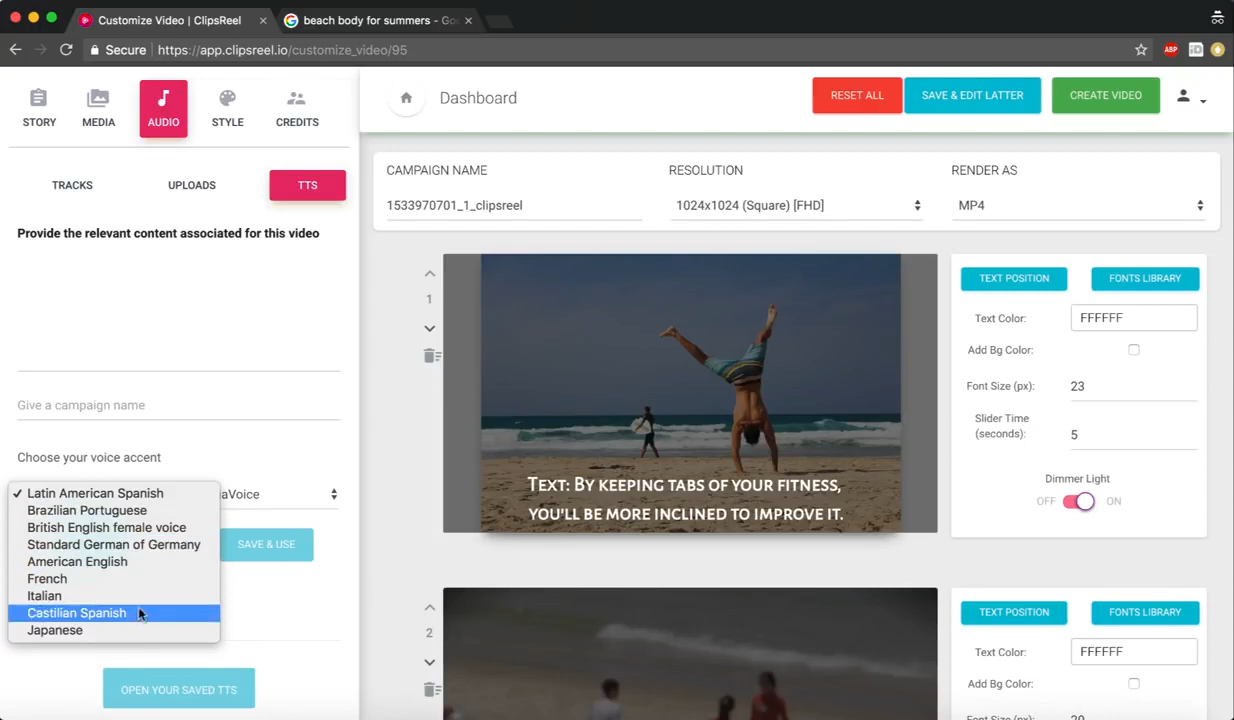 Customize Video | ClipsReel
beach body for summers - Go
Secure
https://app.clipsreel.io/customize_video/95
ABP
STORY
MEDIA
AUDIO
STYLE
CREDITS
Dashboard
RESET ALL
SAVE & EDIT LATTER
CREATE VIDEO
TRACKS
UPLOADS
TTS
Provide the relevant content associated for this video
Give a campaign name
Choose your voice accent
✓ Latin American Spanish
Brazilian Portuguese
British English female voice
Standard German of Germany
American English
French
Italian
Castilian Spanish
Japanese
aVoice
SAVE & USE
OPEN YOUR SAVED TTS
CAMPAIGN NAME
1533970701_1_clipsreel
RESOLUTION
1024x1024 (Square) [FHD]
RENDER AS
MP4
1
Text: By keeping tabs of your fitness,
you'll be more inclined to improve it.
TEXT POSITION
FONTS LIBRARY
Text Color:
FFFFFF
Add Bg Color:
Font Size (px):
23
Slider Time
(seconds):
5
Dimmer Light
OFF
ON
2
TEXT POSITION
FONTS LIBRARY
Text Color:
FFFFFF
Add Bg Color: